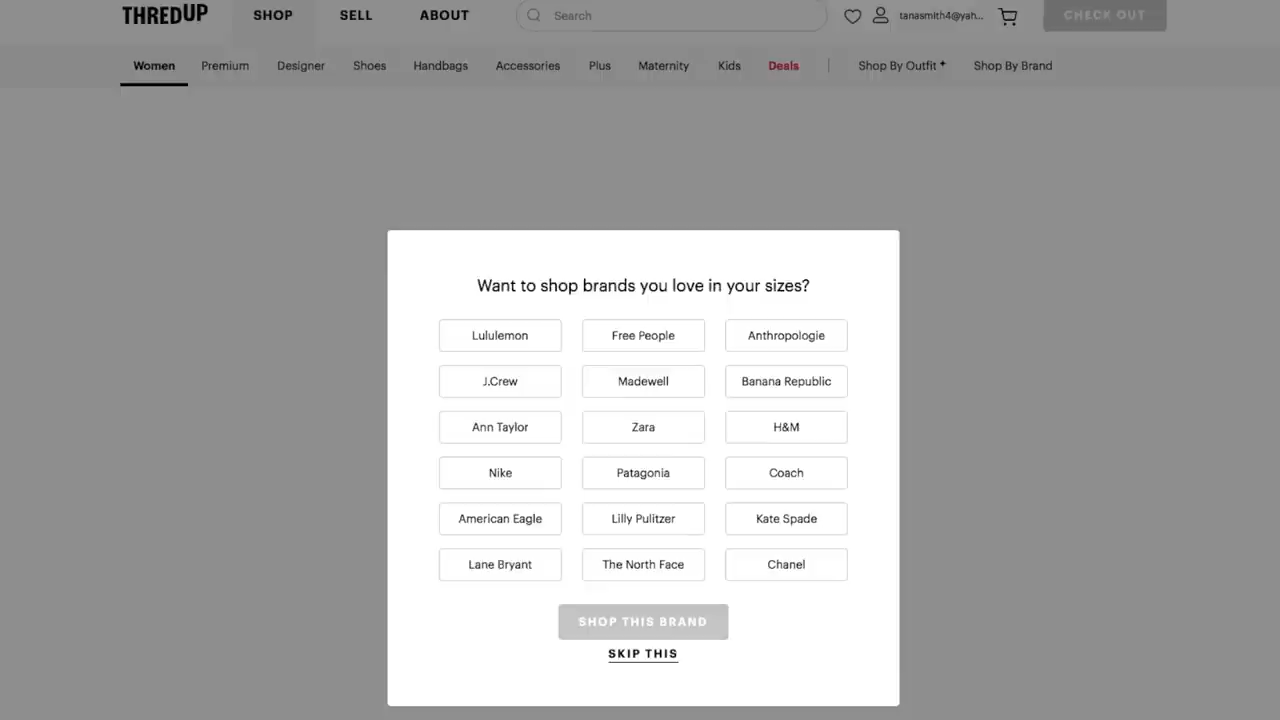 THREDUP SHOP SELL ABOUT Search tanasmith4@yah... CHECK OUT
Women Premium Designer Shoes Handbags Accessories Plus Maternity Kids Deals | Shop By Outfit Shop By Brand
Want to shop brands you love in your sizes?
Lululemon Free People Anthropologie
J.Crew Madewell Banana Republic
Ann Taylor Zara H&M
Nike Patagonia Coach
American Eagle Lilly Pulitzer Kate Spade
Lane Bryant The North Face Chanel
SHOP THIS BRAND
SKIP THIS